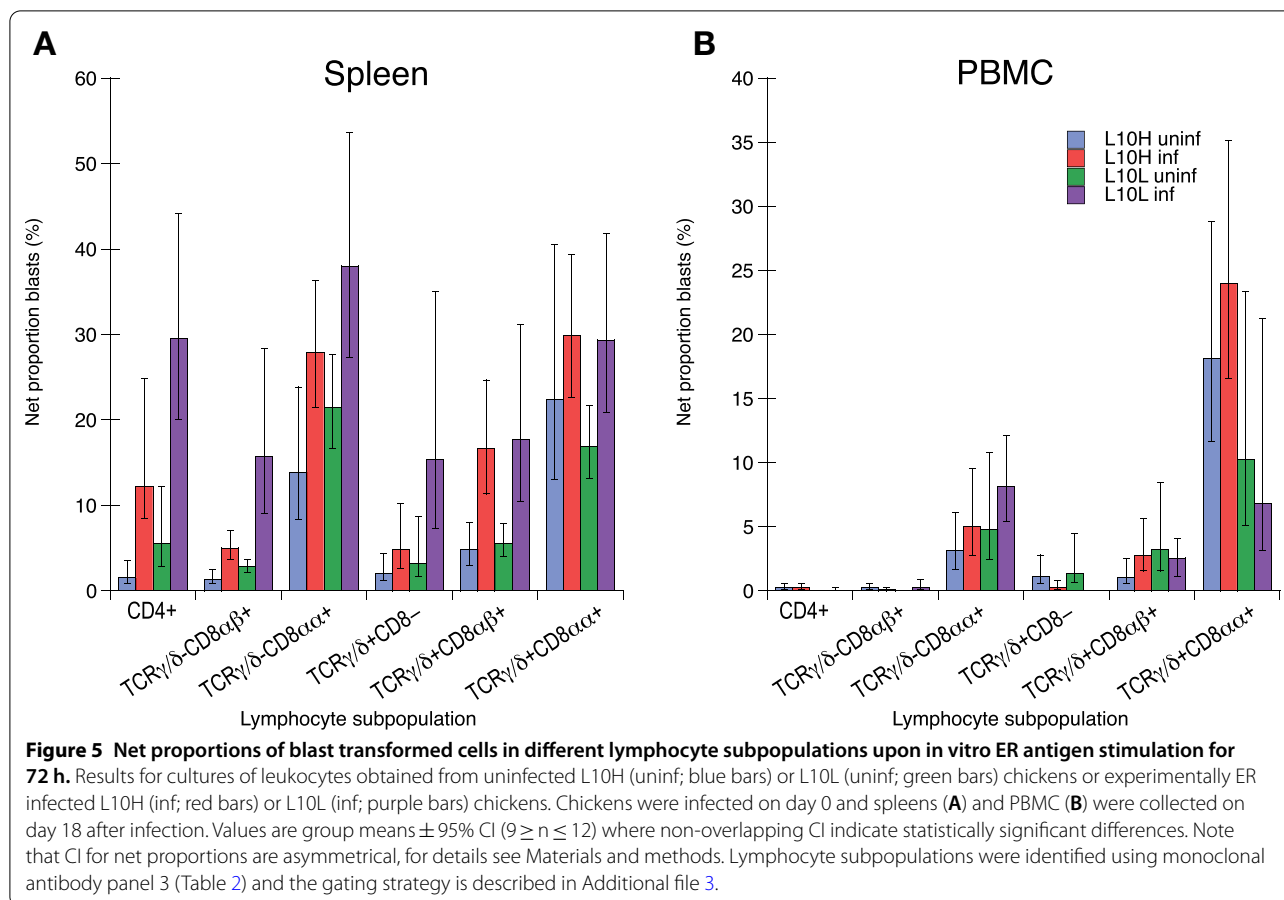 A
Spleen
60
50
40
30
20
10
0
Net proportion blasts (%)
CD4+
TCRγ/δ-CD8αβ+
TCRγ/δ-CD8αα+
TCRγ/δ+CD8–
TCRγ/δ+CD8αβ+
TCRγ/δ+CD8αα+
Lymphocyte subpopulation
B
PBMC
40
35
30
25
20
15
10
5
0
Net proportion blasts (%)
L10H uninf
L10H inf
L10L uninf
L10L inf
CD4+
TCRγ/δ-CD8αβ+
TCRγ/δ-CD8αα+
TCRγ/δ+CD8–
TCRγ/δ+CD8αβ+
TCRγ/δ+CD8αα+
Lymphocyte subpopulation
Figure 5 Net proportions of blast transformed cells in different lymphocyte subpopulations upon in vitro ER antigen stimulation for
72 h. Results for cultures of leukocytes obtained from uninfected L10H (uninf; blue bars) or L10L (uninf; green bars) chickens or experimentally ER
infected L10H (inf; red bars) or L10L (inf; purple bars) chickens. Chickens were infected on day 0 and spleens (A) and PBMC (B) were collected on
day 18 after infection. Values are group means ± 95% CI (9 ≥ n ≤ 12) where non-overlapping CI indicate statistically significant differences. Note
that CI for net proportions are asymmetrical, for details see Materials and methods. Lymphocyte subpopulations were identified using monoclonal
antibody panel 3 (Table 2) and the gating strategy is described in Additional file 3.